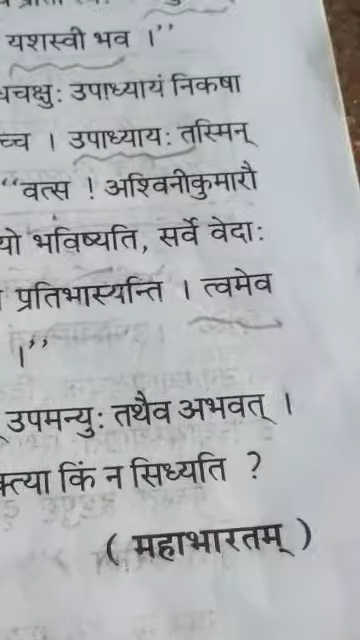 यशस्वी भव ।”
उपाध्यायं निकषा
। उपाध्यायः तस्मिन्
“वत्स ! अश्विनीकुमारौ
भविष्यति, सर्वे वेदाः
प्रतिभास्यन्ति । त्वमेव
।”
उपमन्युः तथैव अभवत् ।
किं न सिध्यति ?
( महाभारतम् )